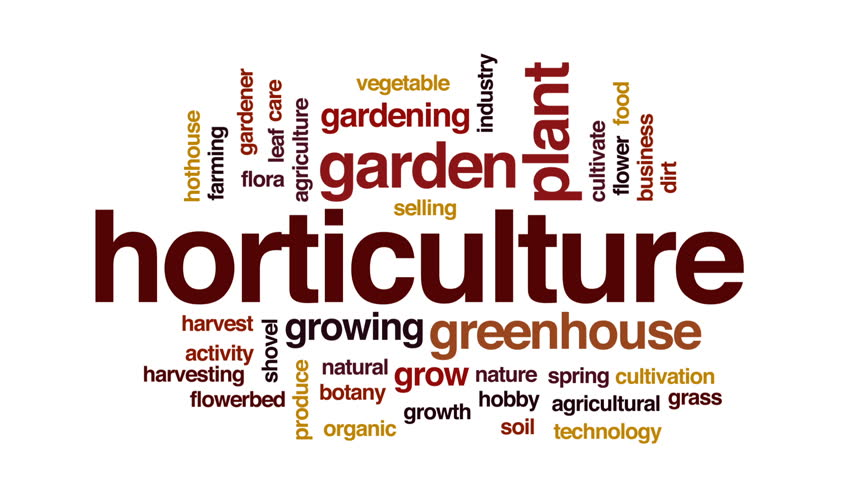 vegetable
industry
plant
gardener
care
leaf
food
gardening
agriculture
hothouse
farming
business
cultivate
flower
garden
dirt
flora
selling
horticulture
harvest
shovel
growing
greenhouse
activity
harvesting
natural
grow
nature
spring
cultivation
produce
botany
flowerbed
growth
hobby
agricultural
grass
organic
soil
technology